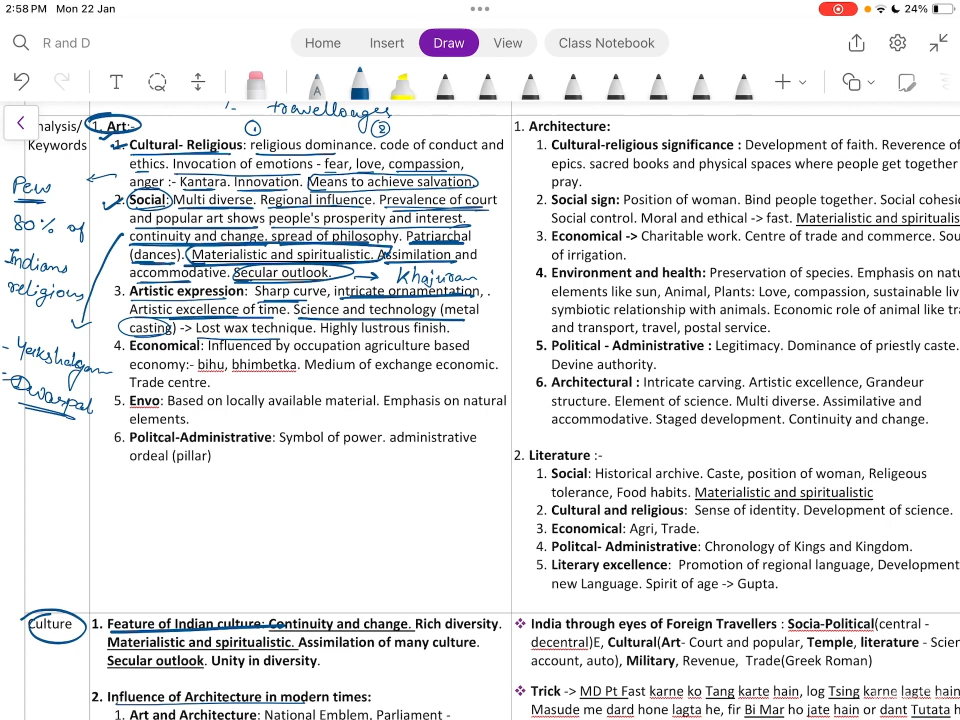 2:58 PM Mon 22 Jan
24%
R and D
Home Insert Draw View Class Notebook
T
A
1- travellouges
① ②
nalysis/
Keywords
1. Art:-
1. Cultural- Religious: religious dominance. code of conduct and
ethics. Invocation of emotions - fear, love, compassion,
anger :- Kantara. Innovation. Means to achieve salvation.
2. Social: Multi diverse. Regional influence. Prevalence of court
and popular art shows people's prosperity and interest.
continuity and change. spread of philosophy. Patriarchal
(dances). Materialistic and spiritualistic. Assimilation and
accommodative. Secular outlook. → Khajuran
3. Artistic expression: Sharp curve, intricate ornamentation, .
Artistic excellence of time. Science and technology (metal
casting) -> Lost wax technique. Highly lustrous finish.
4. Economical: Influenced by occupation agriculture based
economy:- bihu, bhimbetka. Medium of exchange economic.
Trade centre.
5. Envo: Based on locally available material. Emphasis on natural
elements.
6. Politcal-Administrative: Symbol of power. administrative
ordeal (pillar)
Pew
80% of
Indians
religious
- Yakshalogan
- Dwarpal
1. Architecture:
1. Cultural-religious significance : Development of faith. Reverence of
epics. sacred books and physical spaces where people get together
pray.
2. Social sign: Position of woman. Bind people together. Social cohesio
Social control. Moral and ethical -> fast. Materialistic and spiritualis
3. Economical -> Charitable work. Centre of trade and commerce. Sou
of irrigation.
4. Environment and health: Preservation of species. Emphasis on natu
elements like sun, Animal, Plants: Love, compassion, sustainable livi
symbiotic relationship with animals. Economic role of animal like tra
and transport, travel, postal service.
5. Political - Administrative : Legitimacy. Dominance of priestly caste.
Devine authority.
6. Architectural : Intricate carving. Artistic excellence, Grandeur
structure. Element of science. Multi diverse. Assimilative and
accommodative. Staged development. Continuity and change.
2. Literature :-
1. Social: Historical archive. Caste, position of woman, Religeous
tolerance, Food habits. Materialistic and spiritualistic
2. Cultural and religious: Sense of identity. Development of science.
3. Economical: Agri, Trade.
4. Politcal- Administrative: Chronology of Kings and Kingdom.
5. Literary excellence: Promotion of regional language, Development
new Language. Spirit of age -> Gupta.
Culture
1. Feature of Indian culture: Continuity and change. Rich diversity.
Materialistic and spiritualistic. Assimilation of many culture.
Secular outlook. Unity in diversity.
2. Influence of Architecture in modern times:
1. Art and Architecture: National Emblem. Parliament -
❖ India through eyes of Foreign Travellers : Socia-Political(central -
decentral)E, Cultural(Art- Court and popular, Temple, literature - Scien
account, auto), Military, Revenue, Trade(Greek Roman)
❖ Trick -> MD Pt Fast karne ko Tang karte hain, log Tsing karne lagte hain
Masude me dard hone lagta he, fir Bi Mar ho jate hain or dant Tutata h